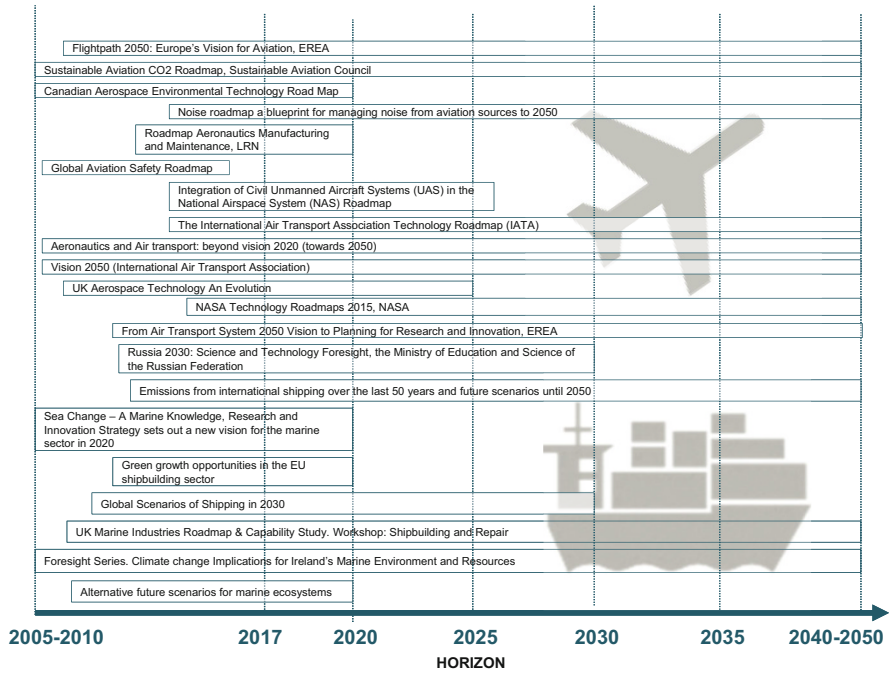 Flightpath 2050: Europe's Vision for Aviation, EREA
Sustainable Aviation CO2 Roadmap, Sustainable Aviation Council
Canadian Aerospace Environmental Technology Road Map
Noise roadmap a blueprint for managing noise from aviation sources to 2050
Roadmap Aeronautics Manufacturing
and Maintenance, LRN
Global Aviation Safety Roadmap
Integration of Civil Unmanned Aircraft Systems (UAS) in the
National Airspace System (NAS) Roadmap
The International Air Transport Association Technology Roadmap (IATA)
Aeronautics and Air transport: beyond vision 2020 (towards 2050)
Vision 2050 (International Air Transport Association)
UK Aerospace Technology An Evolution
NASA Technology Roadmaps 2015, NASA
From Air Transport System 2050 Vision to Planning for Research and Innovation, EREA
Russia 2030: Science and Technology Foresight, the Ministry of Education and Science of
the Russian Federation
Emissions from international shipping over the last 50 years and future scenarios until 2050
Sea Change – A Marine Knowledge, Research and
Innovation Strategy sets out a new vision for the marine
sector in 2020
Green growth opportunities in the EU
shipbuilding sector
Global Scenarios of Shipping in 2030
UK Marine Industries Roadmap & Capability Study. Workshop: Shipbuilding and Repair
Foresight Series. Climate change Implications for Ireland's Marine Environment and Resources
Alternative future scenarios for marine ecosystems
2005-2010 2017 2020 2025 2030 2035 2040-2050
HORIZON